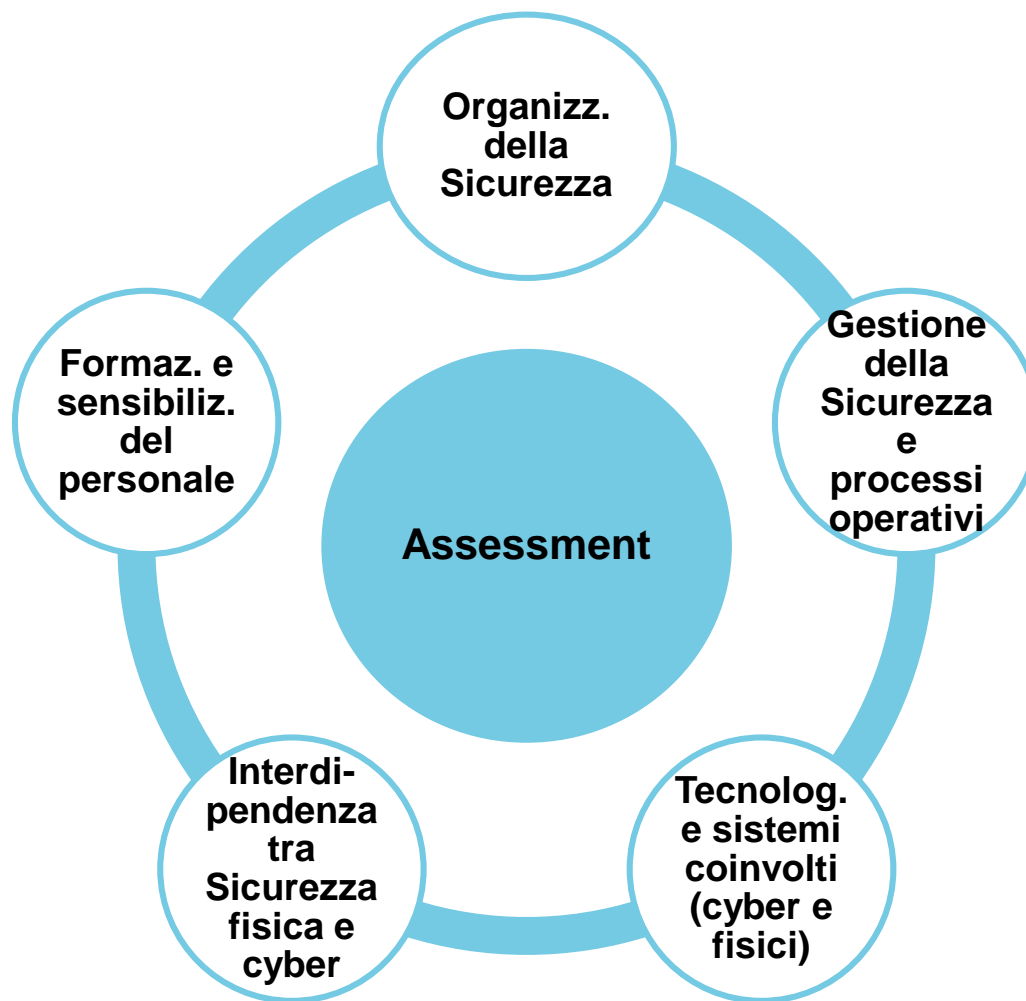 Organizz.
della
Sicurezza
Gestione
della
Sicurezza
e
processi
operativi
Tecnolog.
e sistemi
coinvolti
(cyber e
fisici)
Interdi-
pendenza
tra
Sicurezza
fisica e
cyber
Formaz. e
sensibiliz.
del
personale
Assessment